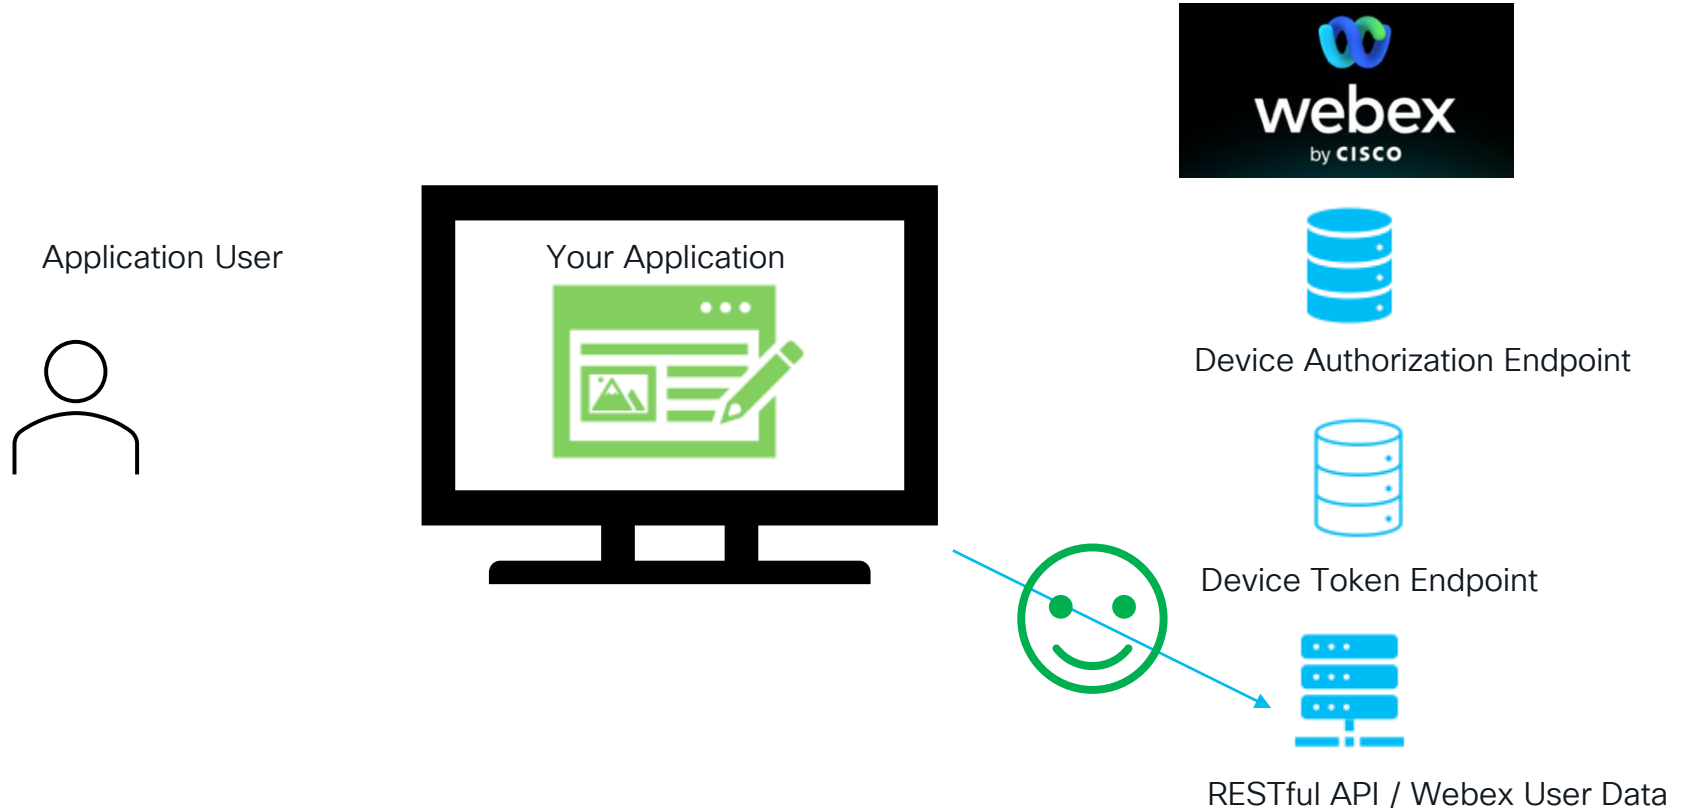 webex
by CISCO
Application User
Your Application
Device Authorization Endpoint
Device Token Endpoint
RESTful API / Webex User Data